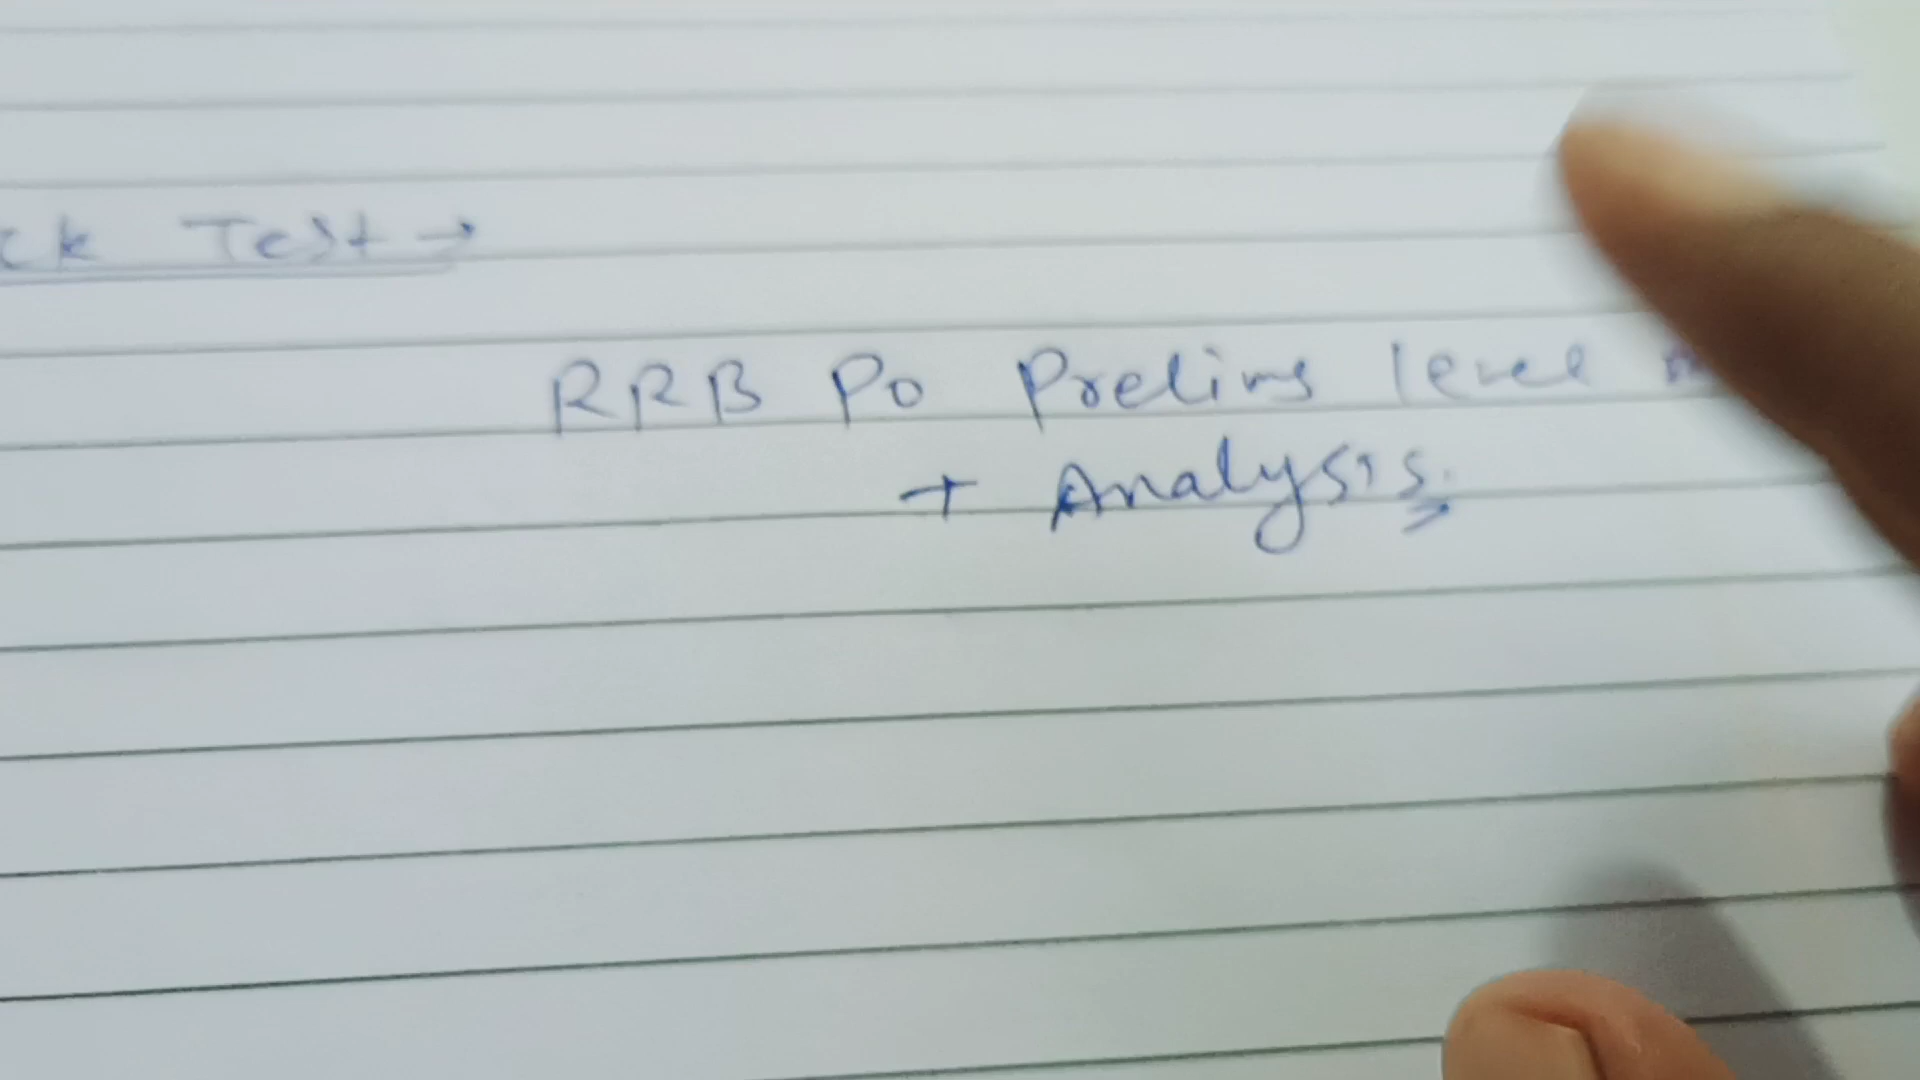 ck Test →
RRB Po Prelims level
+ Analysis.